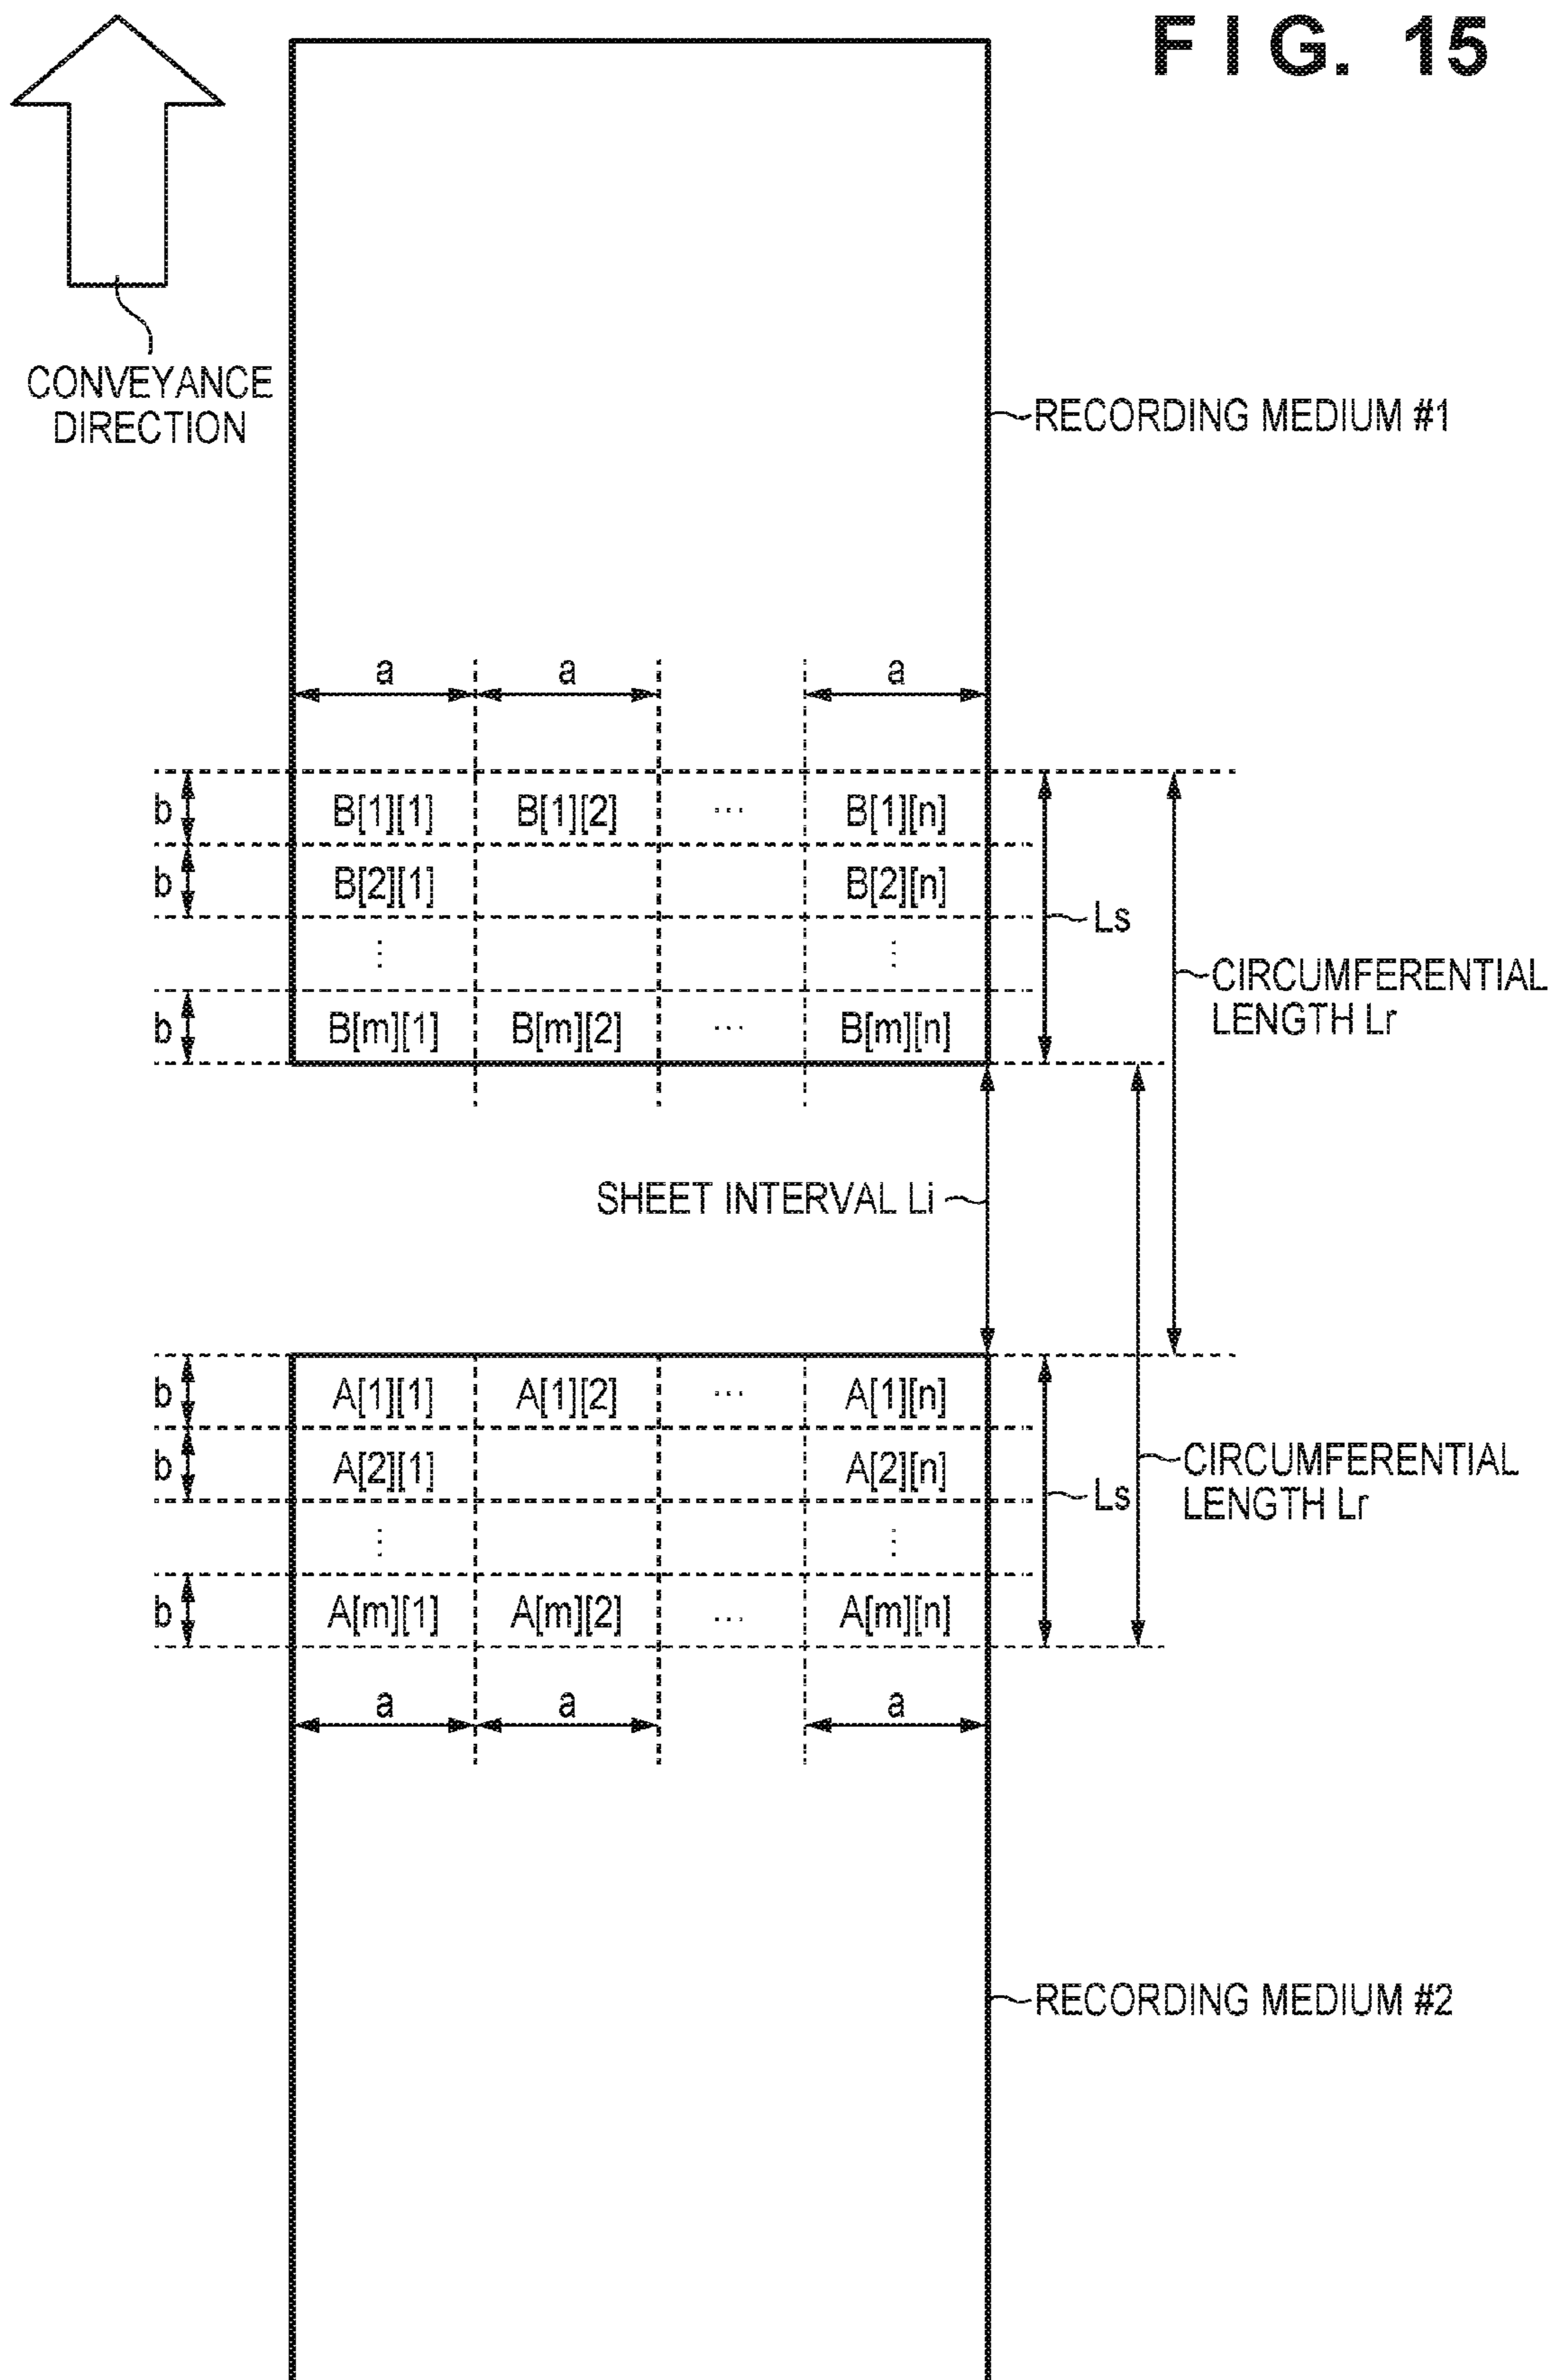 FIG. 15
CONVEYANCE
DIRECTION
RECORDING MEDIUM #1
a a a
b B[1][1] B[1][2] ... B[1][n]
b B[2][1] B[2][n]
Ls
⋮ ⋮
CIRCUMFERENTIAL
LENGTH Lr
b B[m][1] B[m][2] ... B[m][n]
SHEET INTERVAL Li
b A[1][1] A[1][2] ... A[1][n]
b A[2][1] A[2][n]
CIRCUMFERENTIAL
LENGTH Lr
Ls
⋮ ⋮
b A[m][1] A[m][2] ... A[m][n]
a a a
RECORDING MEDIUM #2